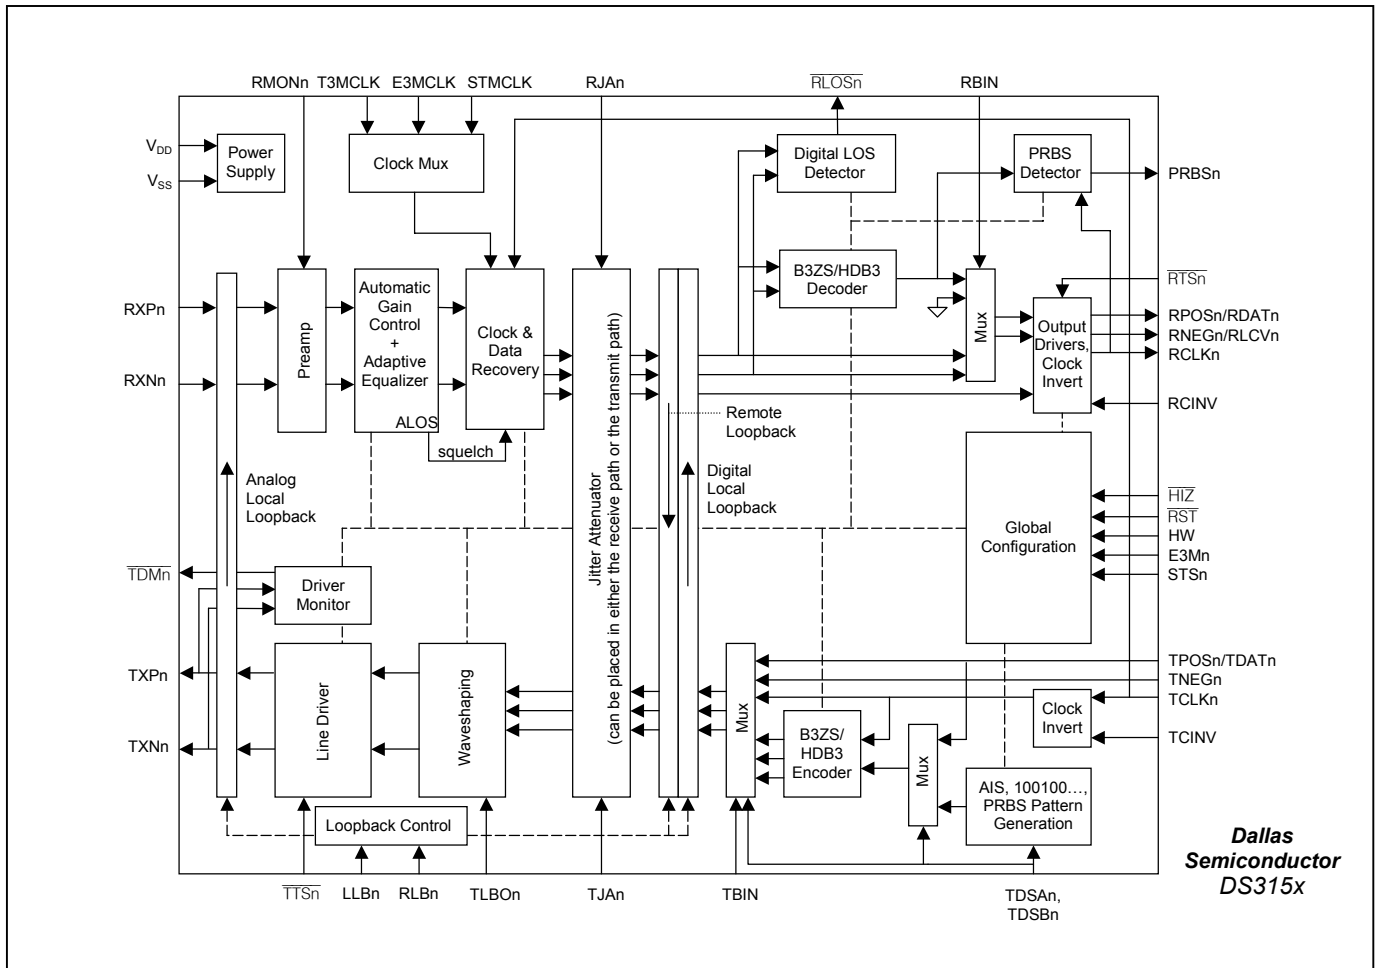 RMONn T3MCLK E3MCLK STMCLK RJAn RLOSn RBIN
VDD
VSS
Power
Supply
Clock Mux
Digital LOS
Detector
PRBS
Detector
PRBSn
RXPn
RXNn
Preamp
Automatic
Gain
Control
+
Adaptive
Equalizer
ALOS
squelch
Clock &
Data
Recovery
Jitter Attenuator
(can be placed in either the receive path or the transmit path)
Remote
Loopback
Digital
Local
Loopback
Analog
Local
Loopback
B3ZS/HDB3
Decoder
Mux
Output
Drivers,
Clock
Invert
RTSn
RPOSn/RDATn
RNEGn/RLCVn
RCLKn
RCINV
Global
Configuration
HIZ
RST
HW
E3Mn
STSn
TDMn
Driver
Monitor
TXPn
TXNn
Line Driver
Waveshaping
Mux
B3ZS/
HDB3
Encoder
Mux
Clock
Invert
TPOSn/TDATn
TNEGn
TCLKn
TCINV
AIS, 100100…,
PRBS Pattern
Generation
Loopback Control
TTSn LLBn RLBn TLBOn TJAn TBIN TDSAn,
TDSBn
Dallas
Semiconductor
DS315x